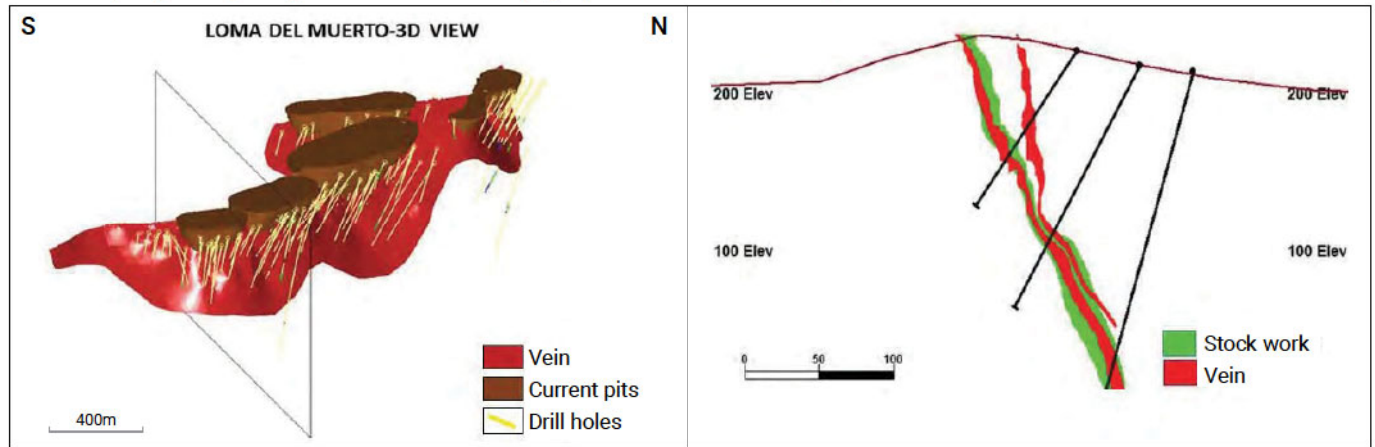 S
LOMA DEL MUERTO-3D VIEW
N
Vein
Current pits
Drill holes
400m
200 Elev
200 Elev
100 Elev
100 Elev
0
50
100
Stock work
Vein